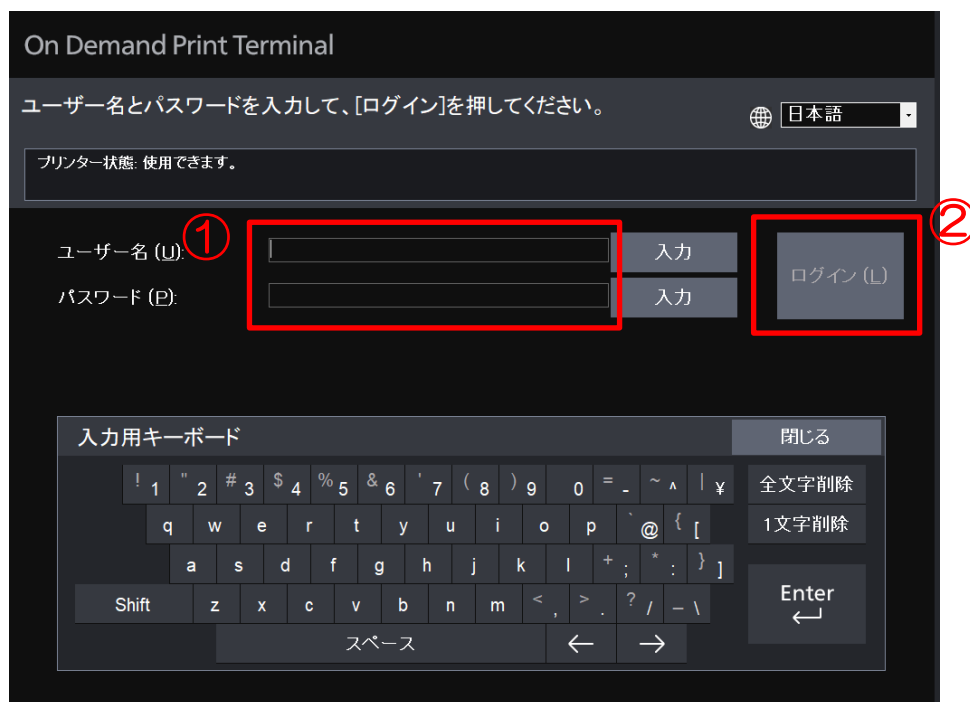 On Demand Print Terminal
ユーザー名とパスワードを入力して、[ログイン]を押してください。
日本語
プリンター状態: 使用できます。
①
②
ユーザー名 (U):
入力
ログイン (L)
パスワード (P):
入力
入力用キーボード
閉じる
! 1 " 2 # 3 $ 4 % 5 & 6 ' 7 ( 8 ) 9 0 = - ~ ^ | ¥
全文字削除
q w e r t y u i o p ` @ { [
1文字削除
a s d f g h j k l + ; * : } ]
Shift z x c v b n m < , > . ? / _ \
Enter
スペース ← →